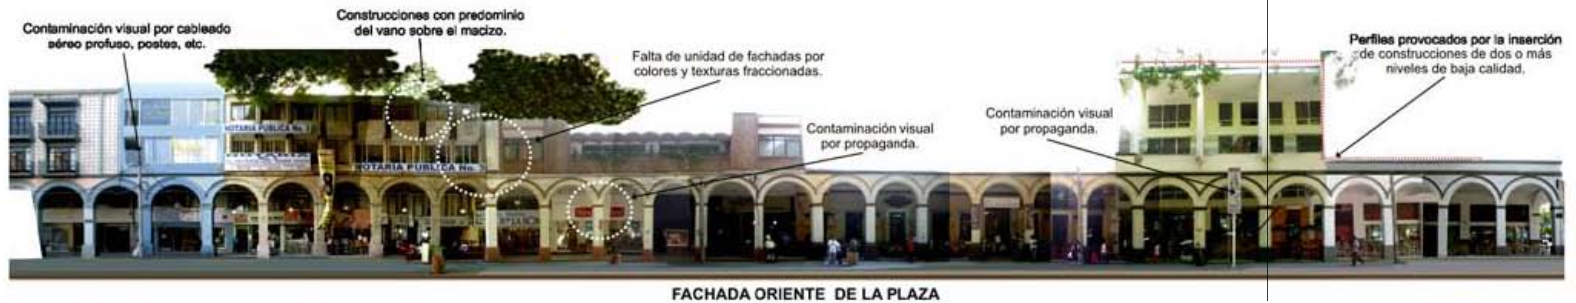 Contaminación visual por cableado
aéreo profuso, postes, etc.
Construcciones con predominio
del vano sobre el macizo.
Falta de unidad de fachadas por
colores y texturas fraccionadas.
Contaminación visual
por propaganda.
Contaminación visual
por propaganda.
Perfiles provocados por la inserción
de construcciones de dos o más
niveles de baja calidad.
NOTARIA PUBLICA No.
NOTARIA PUBLICA No.
FACHADA ORIENTE DE LA PLAZA